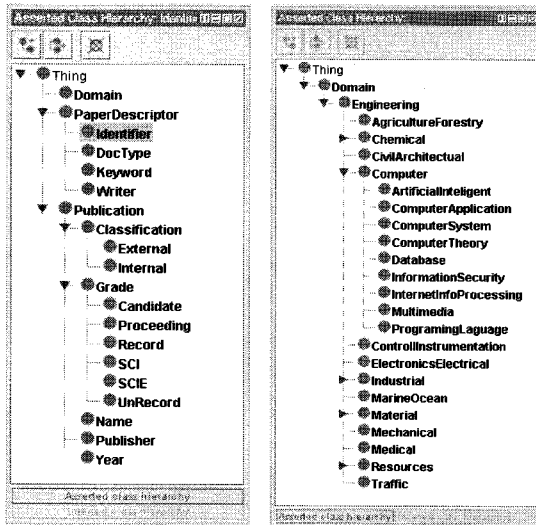 Asserted Class Hierarchy: Identifie
Thing
Domain
PaperDescriptor
Identifier
DocType
Keyword
Writer
Publication
Classification
External
Internal
Grade
Candidate
Proceeding
Record
SCI
SCIE
UnRecord
Name
Publisher
Year
Asserted class hierarchy
Asserted Class Hierarchy:
Thing
Domain
Engineering
AgricultureForestry
Chemical
CivilArchitectual
Computer
ArtificialInteligent
ComputerApplication
ComputerSystem
ComputerTheory
Database
InformationSecurity
InternetInfoProcessing
Multimedia
ProgramingLaguage
ControlInstrumentation
ElectronicsElectrical
Industrial
MarineOcean
Material
Mechanical
Medical
Resources
Traffic
Asserted class hierarchy